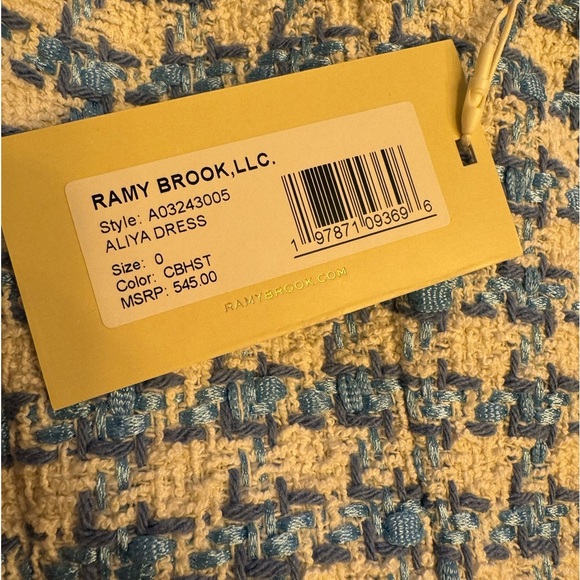 RAMY BROOK,LLC.
Style: A03243005
ALIYA DRESS
Size: 0
Color: CBHST
MSRP: 545.00
1 97871 09369 6
RAMYBROOK.COM